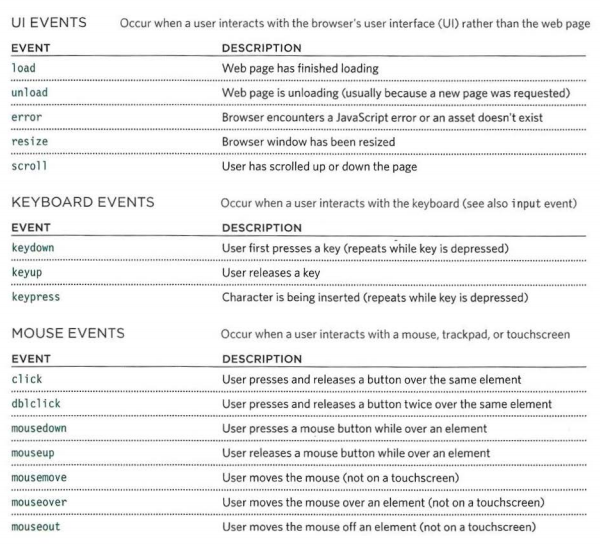 UI EVENTS Occur when a user interacts with the browser's user interface (UI) rather than the web page
EVENT DESCRIPTION
load Web page has finished loading
unload Web page is unloading (usually because a new page was requested)
error Browser encounters a JavaScript error or an asset doesn't exist
resize Browser window has been resized
scroll User has scrolled up or down the page
KEYBOARD EVENTS Occur when a user interacts with the keyboard (see also input event)
EVENT DESCRIPTION
keydown User first presses a key (repeats while key is depressed)
keyup User releases a key
keypress Character is being inserted (repeats while key is depressed)
MOUSE EVENTS Occur when a user interacts with a mouse, trackpad, or touchscreen
EVENT DESCRIPTION
click User presses and releases a button over the same element
dblclick User presses and releases a button twice over the same element
mousedown User presses a mouse button while over an element
mouseup User releases a mouse button while over an element
mousemove User moves the mouse (not on a touchscreen)
mouseover User moves the mouse over an element (not on a touchscreen)
mouseout User moves the mouse off an element (not on a touchscreen)